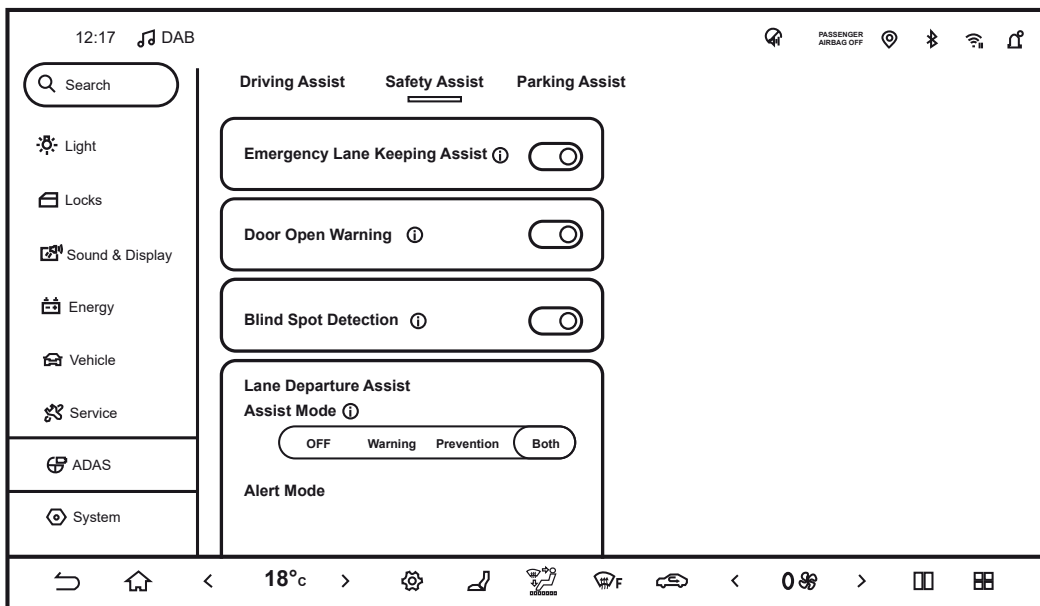 12:17 DAB
PASSENGER
AIRBAG OFF
Search
Light
Locks
Sound & Display
Energy
Vehicle
Service
ADAS
System
Driving Assist Safety Assist Parking Assist
Emergency Lane Keeping Assist
Door Open Warning
Blind Spot Detection
Lane Departure Assist
Assist Mode
OFF Warning Prevention Both
Alert Mode
< 18°c > F < 0 >